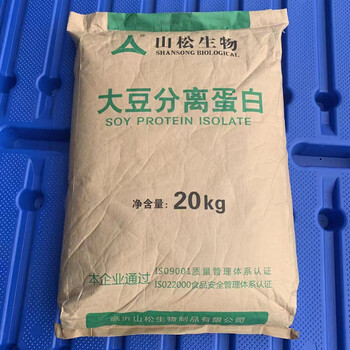 山松生物
SHANSONG BIOLOGICAL
大豆分离蛋白
SOY PROTEIN ISOLATE
净含量: 20kg
本企业通过
ISO9001质量管理体系认证
ISO22000食品安全管理体系认证
临沂山松生物制品有限公司